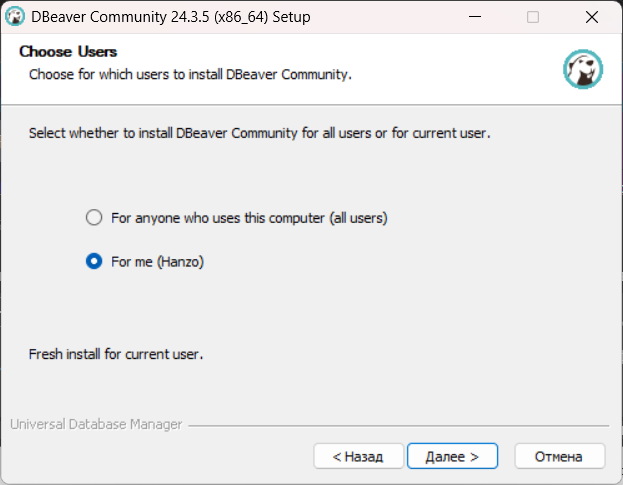 DBeaver Community 24.3.5 (x86_64) Setup
Choose Users
Choose for which users to install DBeaver Community.
Select whether to install DBeaver Community for all users or for current user.
For anyone who uses this computer (all users)
For me (Hanzo)
Fresh install for current user.
Universal Database Manager
< Назад
Далее >
Отмена